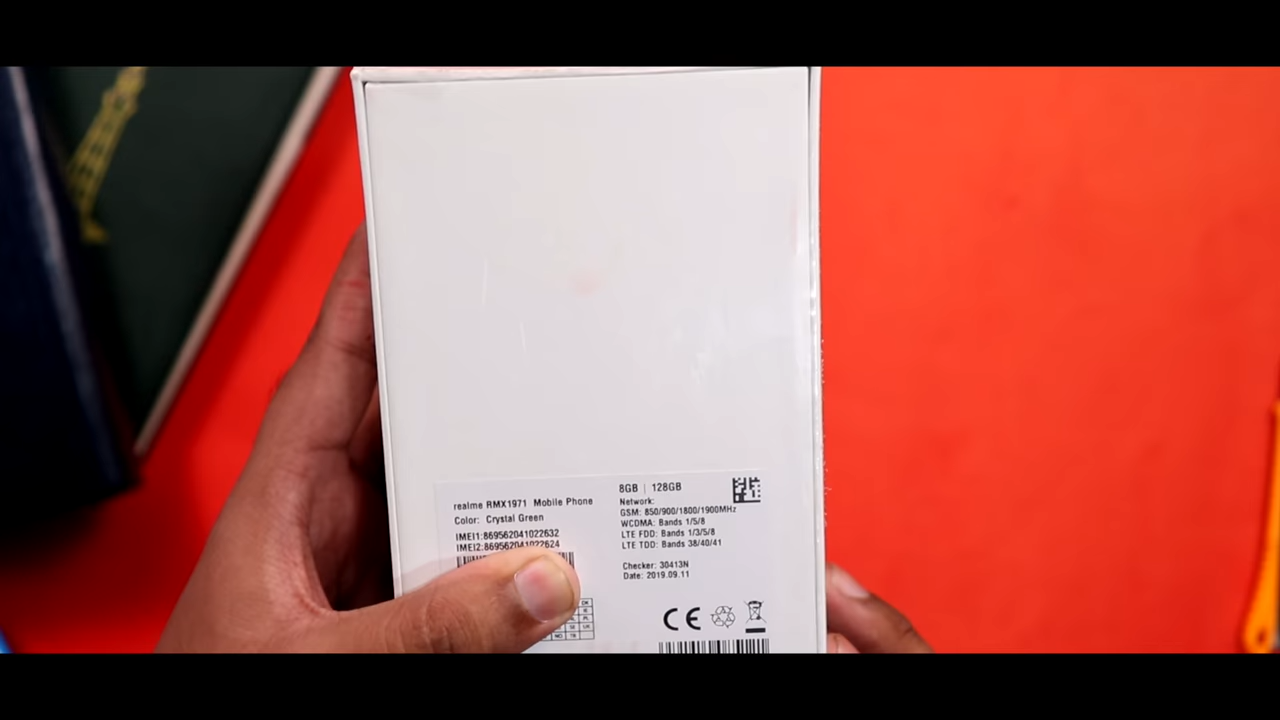 realme RMX1971 Mobile Phone
Color: Crystal Green
IMEI1:869562041022632
IMEI2:869562041022624
8GB | 128GB
Network:
GSM: 850/900/1800/1900MHz
WCDMA: Bands 1/5/8
LTE FDD: Bands 1/3/5/8
LTE TDD: Bands 38/40/41
Checker: 30413N
Date: 2019.09.11
CE